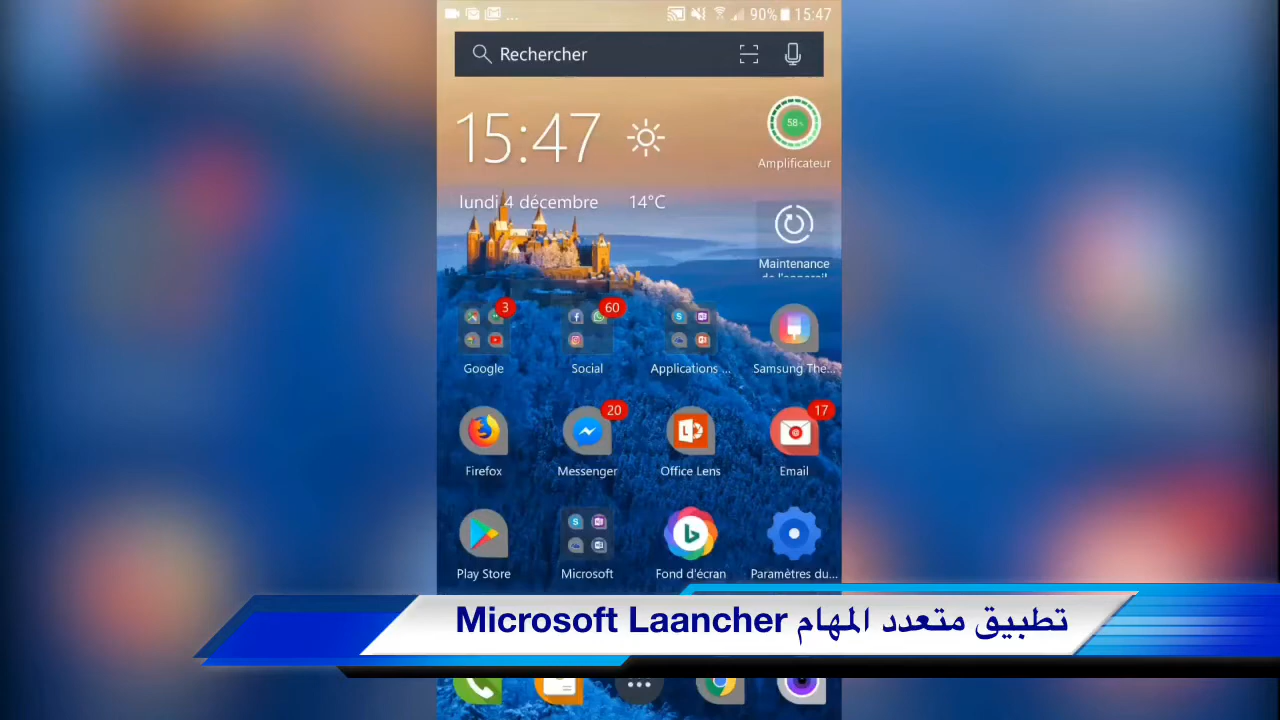 ... 90% 15:47
Rechercher
15:47
58%
Amplificateur
lundi 4 décembre 14°C
Maintenance
de l'appareil
3 60
Google Social Applications ... Samsung The...
20 17
Firefox Messenger Office Lens Email
Play Store Microsoft Fond d'écran Paramètres du...
تطبيق متعدد المهام Microsoft Laancher